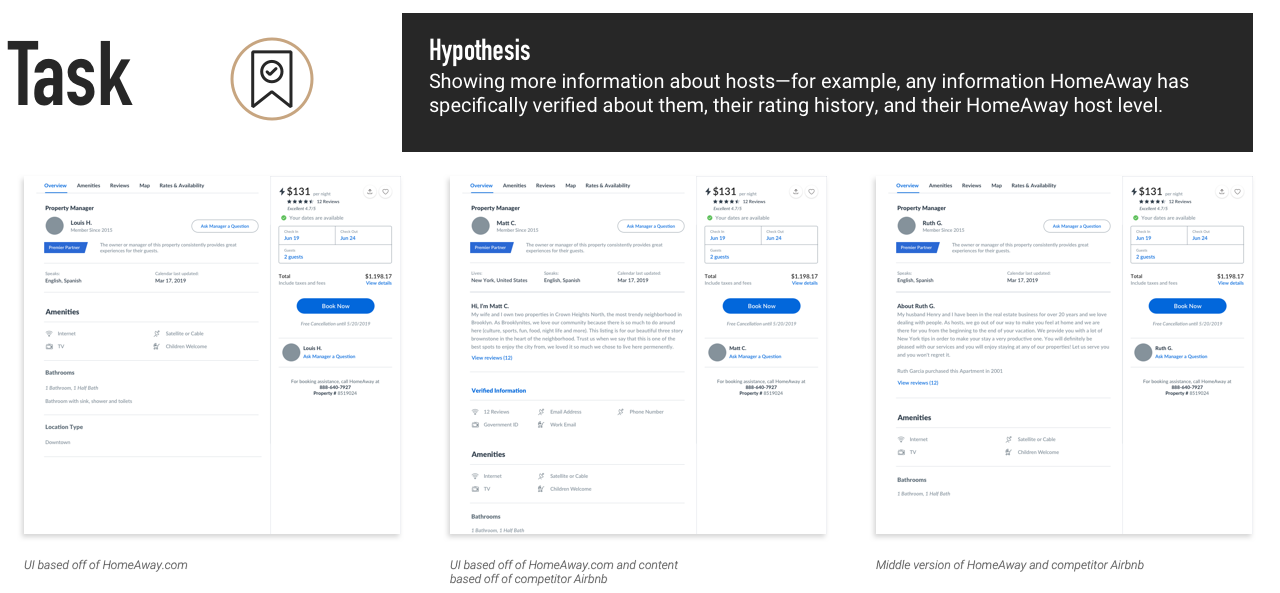 Task
Hypothesis
Showing more information about hosts—for example, any information HomeAway has
specifically verified about them, their rating history, and their HomeAway host level.
Overview Amenities Reviews Map Rates & Availability
Property Manager
Louis H.
Member Since 2015
Ask Manager a Question
Premier Partner
The owner or manager of this property consistently provides great
experiences for their guests.
Speaks: Calendar last updated:
English, Spanish Mar 17, 2019
Amenities
Internet Satellite or Cable
TV Children Welcome
Bathrooms
1 Bathroom, 1 Half Bath
Bathroom with sink, shower and toilets
Location Type
Downtown
$131 per night
12 Reviews
Excellent 4.7/5
Your dates are available
Check In Check Out
Jun 19 Jun 24
Guests
2 guests
Total $1,198.17
Include taxes and fees View details
Book Now
Free Cancellation until 5/20/2019
Louis H.
Ask Manager a Question
For booking assistance, call HomeAway at
888-640-7927
Property # 8519024
UI based off of HomeAway.com
Overview Amenities Reviews Map Rates & Availability
Property Manager
Matt C.
Member Since 2015
Ask Manager a Question
Premier Partner
The owner or manager of this property consistently provides great
experiences for their guests.
Lives: Speaks: Calendar last updated:
New York, United States English, Spanish Mar 17, 2019
Hi, I'm Matt C.
My wife and I own two properties in Crown Heights North, the most trendy neighborhood in
Brooklyn. As Brooklynites, we love our community because there is so much to do around
here (culture, sports, fun, food, night life and more). This listing is for our beautiful three story
brownstone in the heart of the neighborhood. Trust us when we say that this is one of the
best spots to enjoy the city from, we loved it so much we chose to live here permanently.
View reviews (12)
Verified Information
12 Reviews Email Address Phone Number
Government ID Work Email
Amenities
Internet Satellite or Cable
TV Children Welcome
Bathrooms
1 Bathroom, 1 Half Bath
$131 per night
12 Reviews
Excellent 4.7/5
Your dates are available
Check In Check Out
Jun 19 Jun 24
Guests
2 guests
Total $1,198.17
Include taxes and fees View details
Book Now
Free Cancellation until 5/20/2019
Matt C.
Ask Manager a Question
For booking assistance, call HomeAway at
888-640-7927
Property # 8519024
UI based off of HomeAway.com and content
based off of competitor Airbnb
Overview Amenities Reviews Map Rates & Availability
Property Manager
Ruth G.
Member Since 2015
Ask Manager a Question
Premier Partner
The owner or manager of this property consistently provides great
experiences for their guests.
Speaks: Calendar last updated:
English, Spanish Mar 17, 2019
About Ruth G.
My husband Henry and I have been in the real estate business for over 20 years and we love
dealing with people. As hosts, we go out of our way to make you feel at home and we are
there for you from the beginning to the end of your vacation. We provide you with a lot of
New York tips in order to make your stay a very productive one. You will definitely be
pleased with our services and you will enjoy staying at any of our properties! Let us serve you
and you won't regret it.
Ruth Garcia purchased this Apartment in 2001
View reviews (12)
Amenities
Internet Satellite or Cable
TV Children Welcome
Bathrooms
1 Bathroom, 1 Half Bath
$131 per night
12 Reviews
Excellent 4.7/5
Your dates are available
Check In Check Out
Jun 19 Jun 24
Guests
2 guests
Total $1,198.17
Include taxes and fees View details
Book Now
Free Cancellation until 5/20/2019
Ruth G.
Ask Manager a Question
For booking assistance, call HomeAway at
888-640-7927
Property # 8519024
Middle version of HomeAway and competitor Airbnb